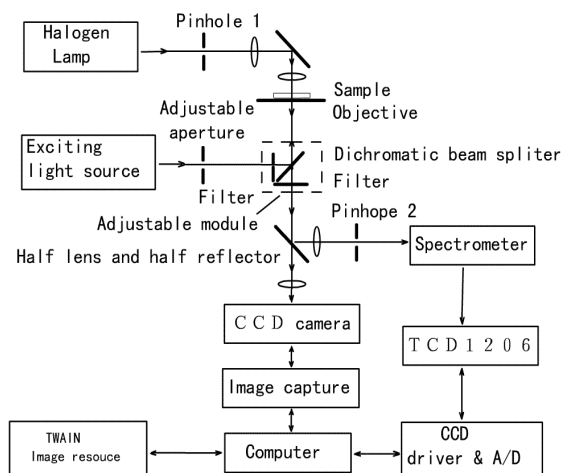 Pinhole 1
Halogen
Lamp
Sample
Objective
Adjustable
aperture
Exciting
light source
Dichromatic beam spliter
Filter
Filter
Adjustable module
Pinhope 2
Half lens and half reflector
Spectrometer
CCD camera
TCD1206
Image capture
TWAIN
Image resouce
Computer
CCD
driver & A/D